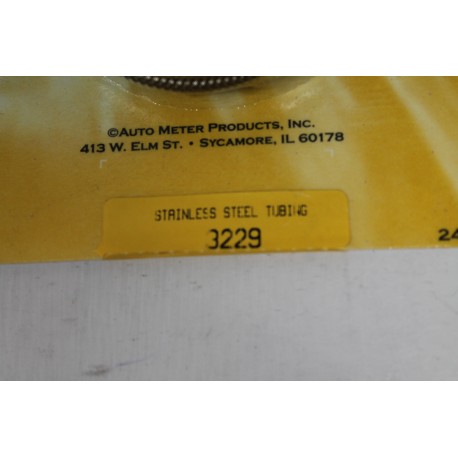 ©AUTO METER PRODUCTS, INC.
413 W. ELM ST. • SYCAMORE, IL 60178
STAINLESS STEEL TUBING
3229
24